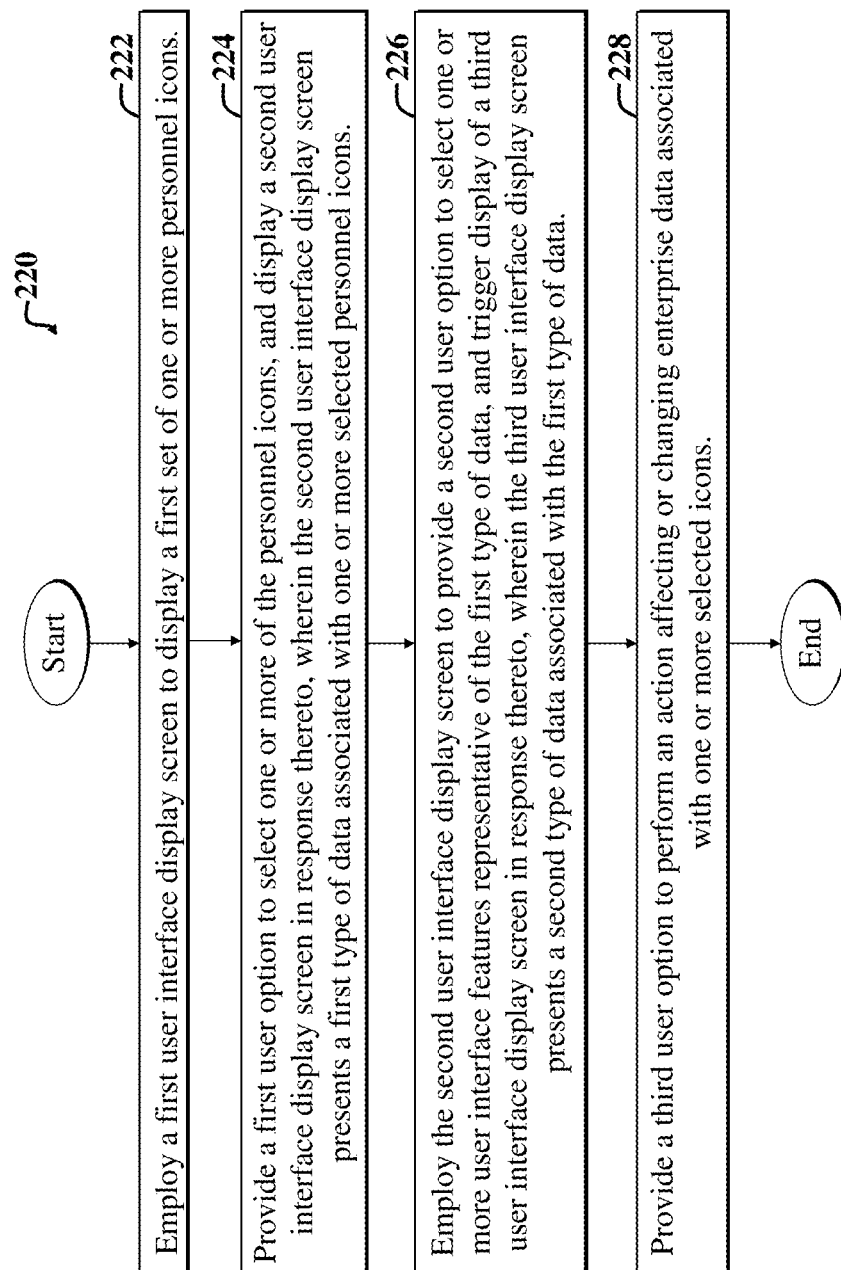 220
Start
222
Employ a first user interface display screen to display a first set of one or more personnel icons.
224
Provide a first user option to select one or more of the personnel icons, and display a second user
interface display screen in response thereto, wherein the second user interface display screen
presents a first type of data associated with one or more selected personnel icons.
226
Employ the second user interface display screen to provide a second user option to select one or
more user interface features representative of the first type of data, and trigger display of a third
user interface display screen in response thereto, wherein the third user interface display screen
presents a second type of data associated with the first type of data.
228
Provide a third user option to perform an action affecting or changing enterprise data associated
with one or more selected icons.
End